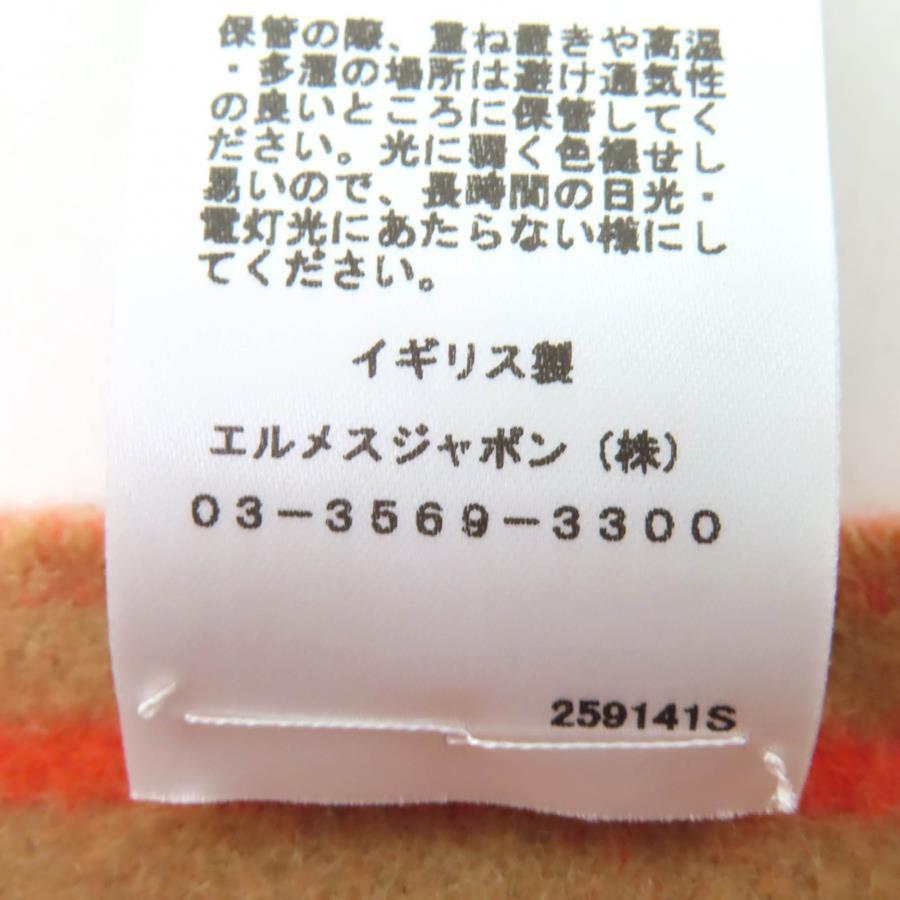 保管の際、重ね置きや高温
・多湿の場所は避け通気性
の良いところに保管してく
ださい。光に弱く色褪せし
易いので、長時間の日光・
電灯光にあたらない様にし
てください。
イギリス製
エルメスジャポン（株）
03-3569-3300
259141S